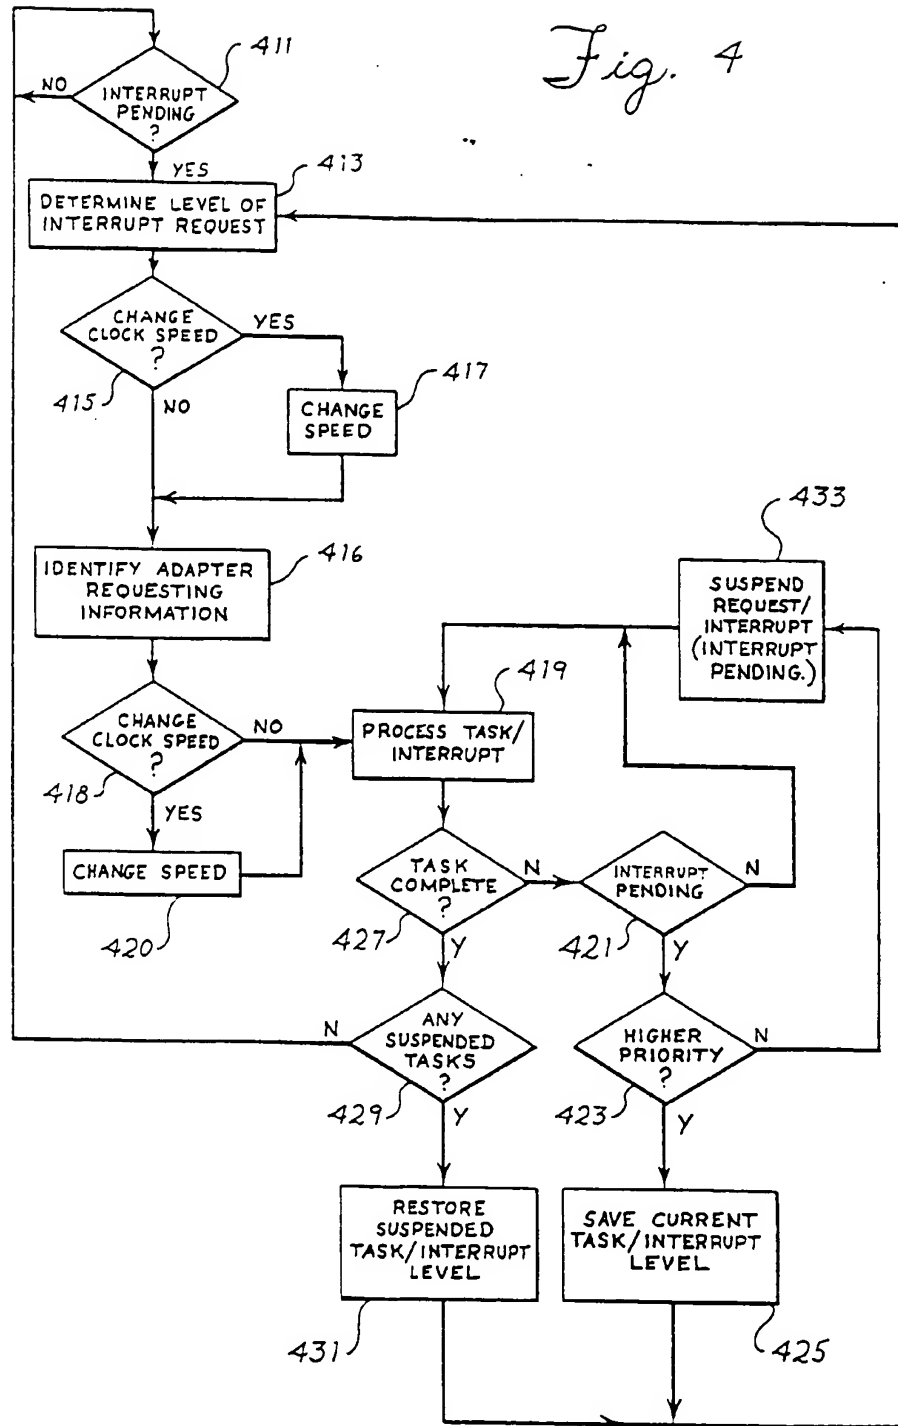 Fig. 4
411
NO
INTERRUPT
PENDING
?
YES
413
DETERMINE LEVEL OF
INTERRUPT REQUEST
CHANGE
CLOCK SPEED
?
YES
415
NO
417
CHANGE
SPEED
416
IDENTIFY ADAPTER
REQUESTING
INFORMATION
433
SUSPEND
REQUEST/
INTERRUPT
(INTERRUPT
PENDING.)
CHANGE
CLOCK SPEED
?
NO
418
YES
419
PROCESS TASK/
INTERRUPT
CHANGE SPEED
420
TASK
COMPLETE
?
N
427
Y
INTERRUPT
PENDING
N
421
Y
N
ANY
SUSPENDED
TASKS
?
429
Y
HIGHER
PRIORITY
?
N
423
Y
RESTORE
SUSPENDED
TASK/INTERRUPT
LEVEL
431
SAVE CURRENT
TASK/INTERRUPT
LEVEL
425